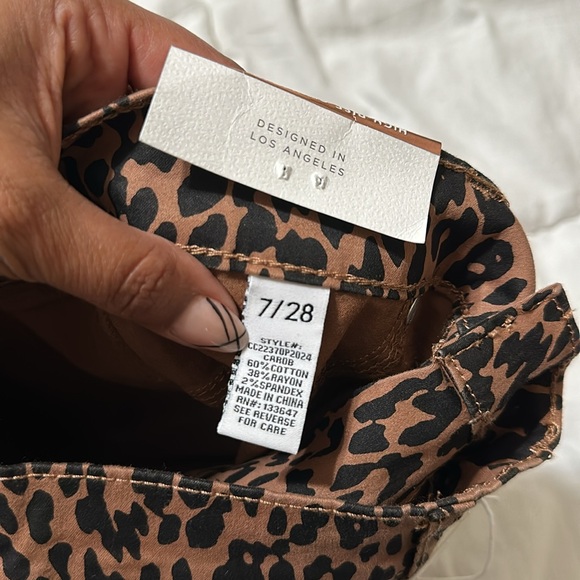 DESIGNED IN
LOS ANGELES
7/28
STYLE#:
CC22370P2024
CAROB
60%COTTON
38%RAYON
2%SPANDEX
MADE IN CHINA
RN#: 133647
SEE REVERSE
FOR CARE